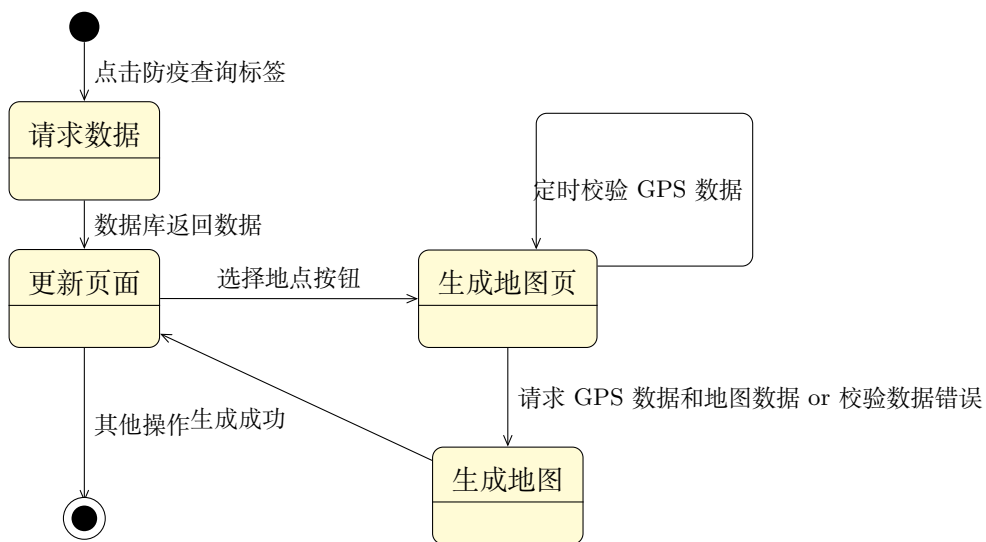 点击防疫查询标签
请求数据
定时校验 GPS 数据
数据库返回数据
更新页面
选择地点按钮
生成地图页
请求 GPS 数据和地图数据 or 校验数据错误
其他操作
生成成功
生成地图